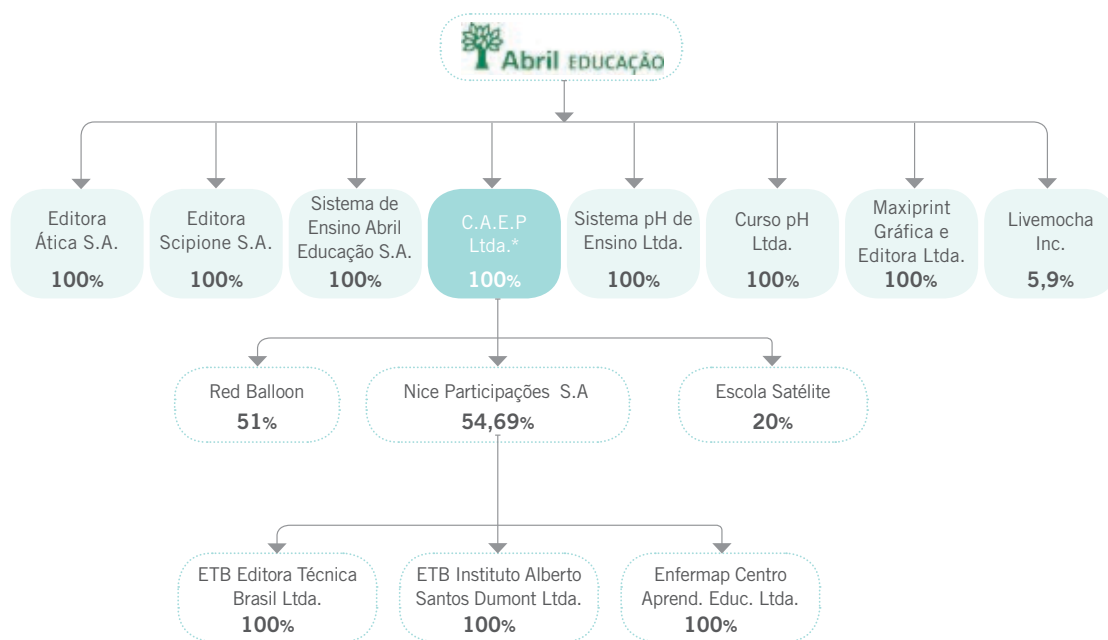 Abril EDUCAÇÃO
Editora
Ática S.A.
100%
Editora
Scipione S.A.
100%
Sistema de
Ensino Abril
Educação S.A.
100%
C.A.E.P
Ltda.*
100%
Sistema pH de
Ensino Ltda.
100%
Curso pH
Ltda.
100%
Maxiprint
Gráfica e
Editora Ltda.
100%
Livemocha
Inc.
5,9%
Red Balloon
51%
Nice Participações S.A
54,69%
Escola Satélite
20%
ETB Editora Técnica
Brasil Ltda.
100%
ETB Instituto Alberto
Santos Dumont Ltda.
100%
Enfermap Centro
Aprend. Educ. Ltda.
100%